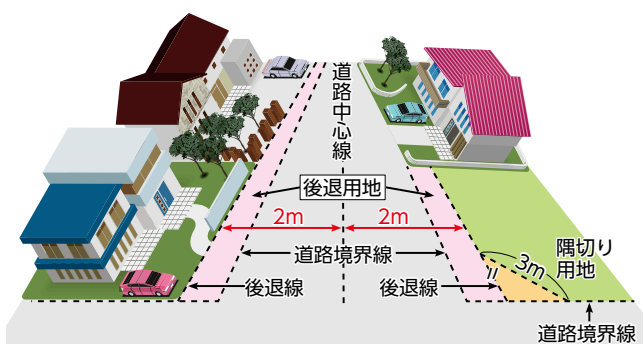 道路中心線
後退用地
2m
2m
道路境界線
後退線
後退線
3m
=
隅切り
用地
道路境界線